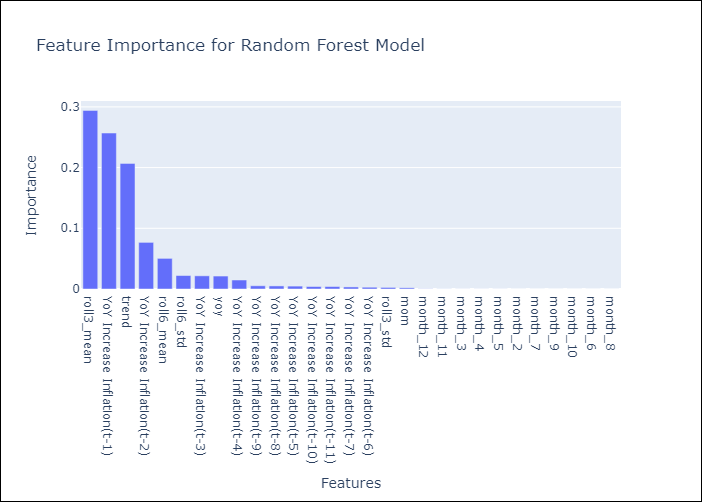 Feature Importance for Random Forest Model
0.3
0.2
0.1
0
Importance
roll3_mean
YoY Increase Inflation(t-1)
trend
YoY Increase Inflation(t-2)
roll6_mean
roll6_std
YoY Increase Inflation(t-3)
yoy
YoY Increase Inflation(t-4)
YoY Increase Inflation(t-9)
YoY Increase Inflation(t-8)
YoY Increase Inflation(t-5)
YoY Increase Inflation(t-10)
YoY Increase Inflation(t-11)
YoY Increase Inflation(t-7)
YoY Increase Inflation(t-6)
roll3_std
mom
month_12
month_11
month_3
month_4
month_5
month_2
month_7
month_9
month_10
month_6
month_8
Features